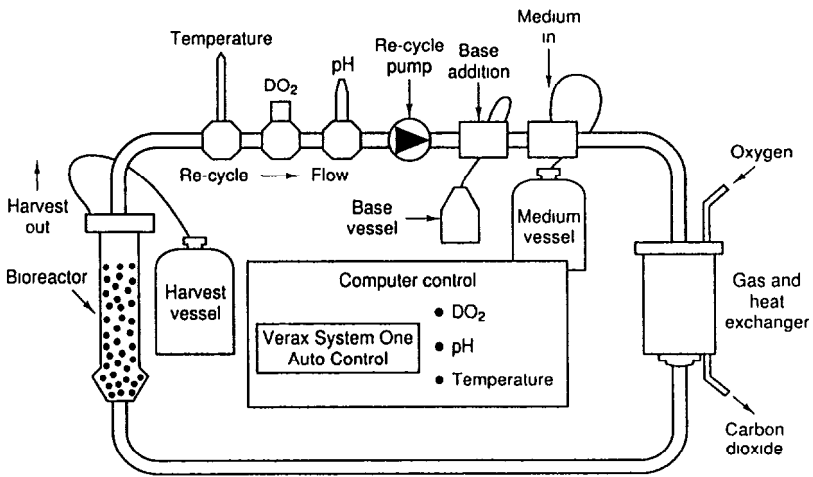 Medium
in
Temperature
Re-cycle
pump
Base
addition
pH
DO2
Oxygen
Re-cycle → Flow
Harvest
out
Base
vessel
Medium
vessel
Bioreactor
Harvest
vessel
Computer control
• DO2
Verax System One
Auto Control
• pH
• Temperature
Gas and
heat
exchanger
Carbon
dioxide